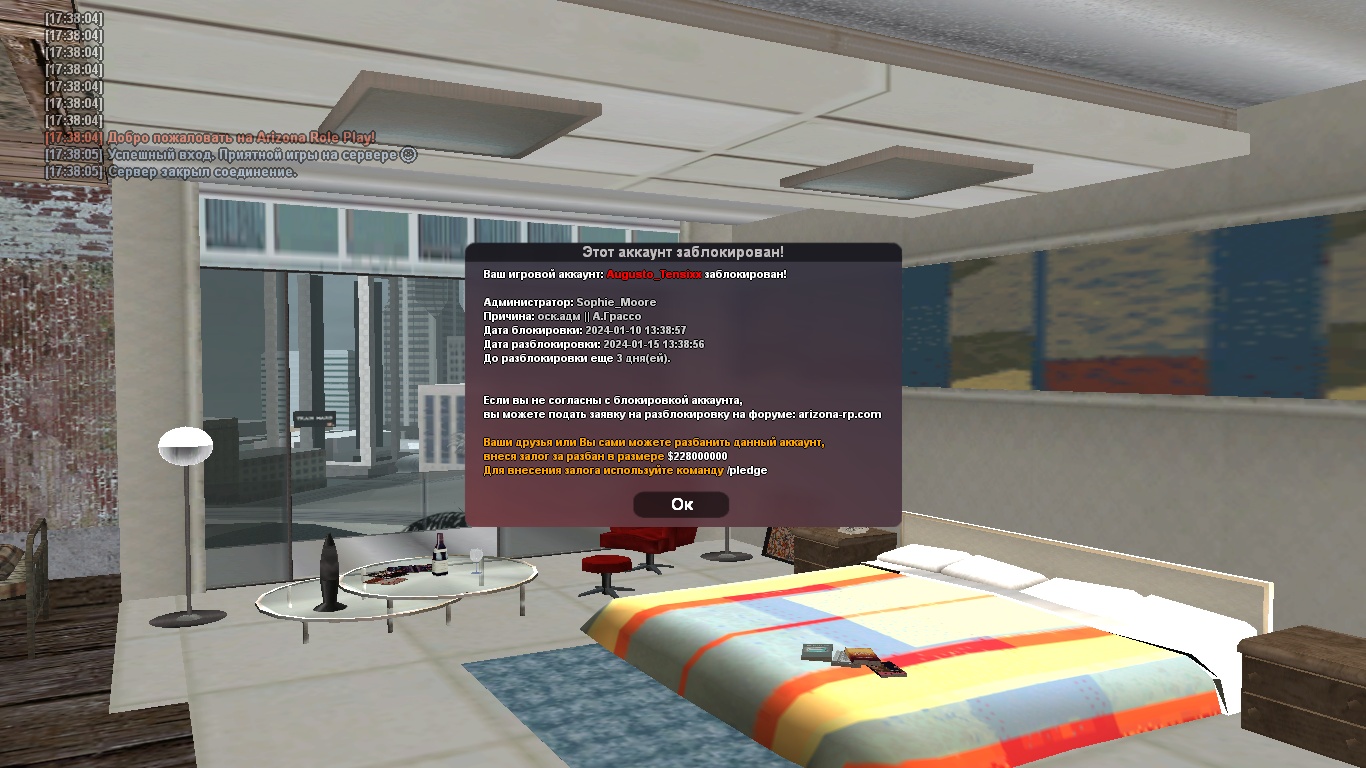 [17:38:04]
[17:38:04]
[17:38:04]
[17:38:04]
[17:38:04]
[17:38:04]
[17:38:04]
[17:38:04] Добро пожаловать на Arizona Role Play!
[17:38:05] Успешный вход. Приятной игры на сервере
[17:38:05] Сервер закрыл соединение.
Этот аккаунт заблокирован!
Ваш игровой аккаунт: Augusto_Tensixx заблокирован!
Администратор: Sophie_Moore
Причина: оск.адм || А.Грассо
Дата блокировки: 2024-01-10 13:38:57
Дата разблокировки: 2024-01-15 13:38:56
До разблокировки еще 3 дня(ей).
Если вы не согласны с блокировкой аккаунта,
вы можете подать заявку на разблокировку на форуме: arizona-rp.com
Ваши друзья или Вы сами можете разбанить данный аккаунт,
внеся залог за разбан в размере $228000000
Для внесения залога используйте команду /pledge
Ок